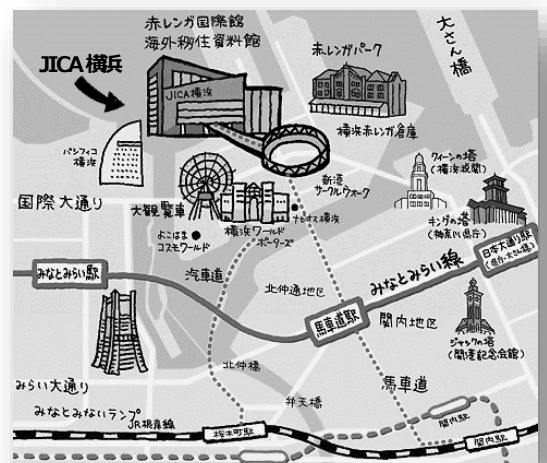 赤レンガ国際館
海外移住資料館
JICA横浜
JICA横浜
赤レンガパーク
横浜赤レンガ倉庫
大さん橋
パシフィコ
横浜
国際大通り
大観覧車
よこはま
コスモワールド
横浜ワールド
ポーターズ
ナビオス横浜
新港
サークルウォーク
クイーンの塔
(横浜税関)
キングの塔
(神奈川県庁)
日本大通り駅
(県庁・大さん橋)
みなとみらい駅
汽車道
北仲通地区
みなとみらい線
馬車道駅
関内地区
ジャックの塔
(開港記念会館)
北仲橋
みらい大通り
弁天橋
馬車道
みなとみないランプ
JR根岸線
桜木町駅
関内駅
関内駅